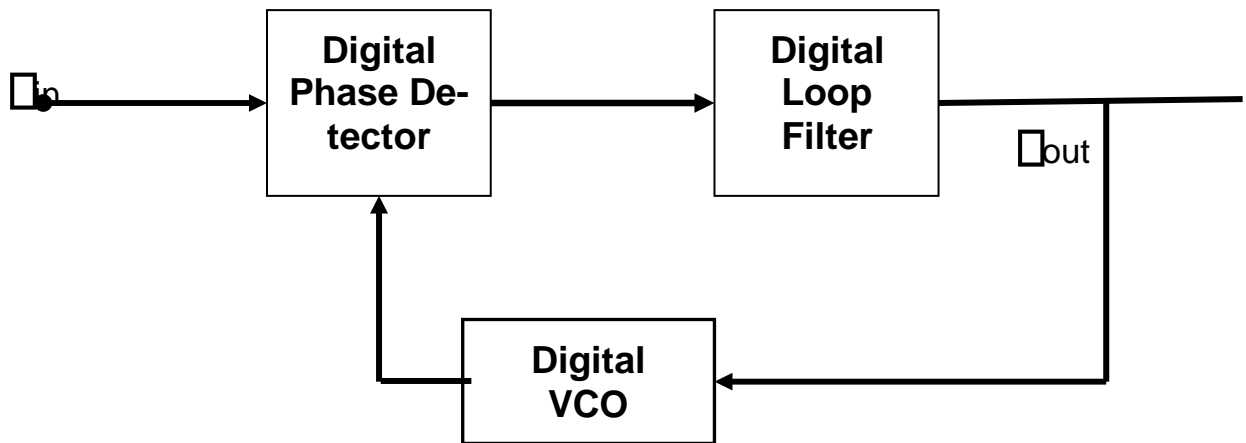 Digital
Phase De-
tector
Digital
Loop
Filter
□in
□out
Digital
VCO